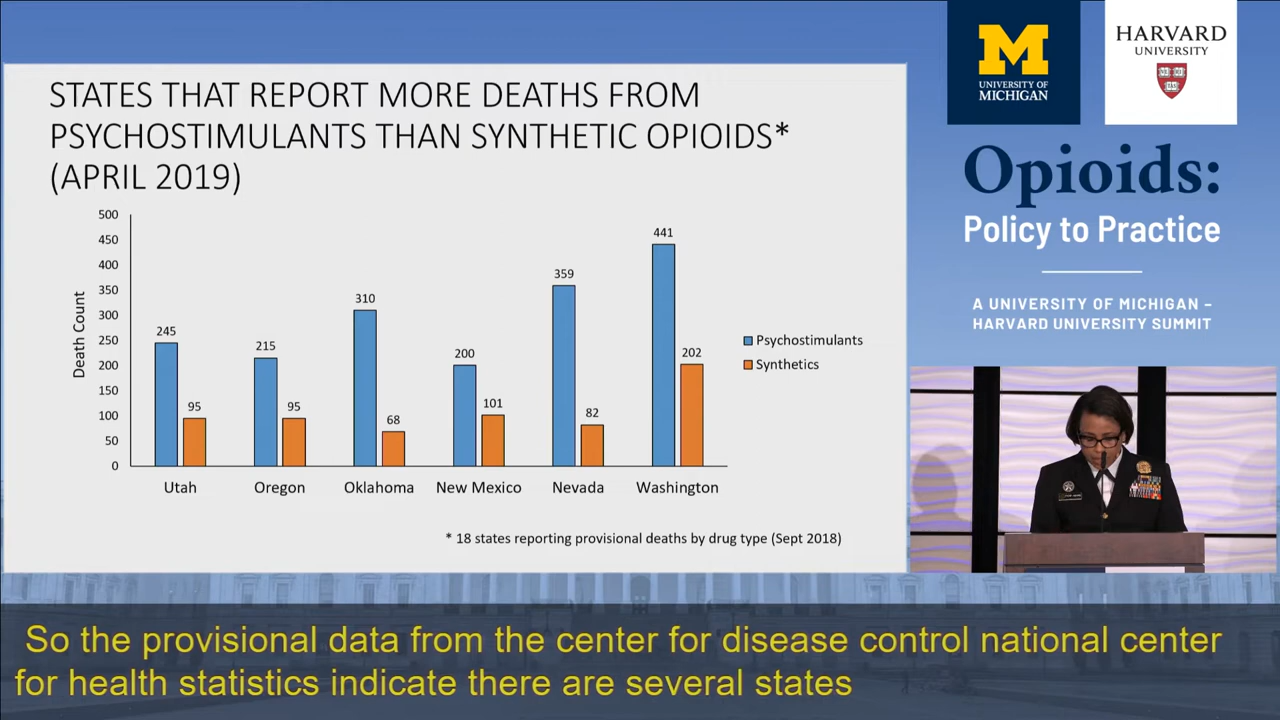 STATES THAT REPORT MORE DEATHS FROM
PSYCHOSTIMULANTS THAN SYNTHETIC OPIOIDS*
(APRIL 2019)
Death Count
500
450
400
350
300
250
200
150
100
50
0
245
95
215
95
310
68
200
101
359
82
441
202
Utah
Oregon
Oklahoma
New Mexico
Nevada
Washington
Psychostimulants
Synthetics
* 18 states reporting provisional deaths by drug type (Sept 2018)
M
UNIVERSITY OF
MICHIGAN
HARVARD
UNIVERSITY
Opioids:
Policy to Practice
A UNIVERSITY OF MICHIGAN –
HARVARD UNIVERSITY SUMMIT
So the provisional data from the center for disease control national center
for health statistics indicate there are several states